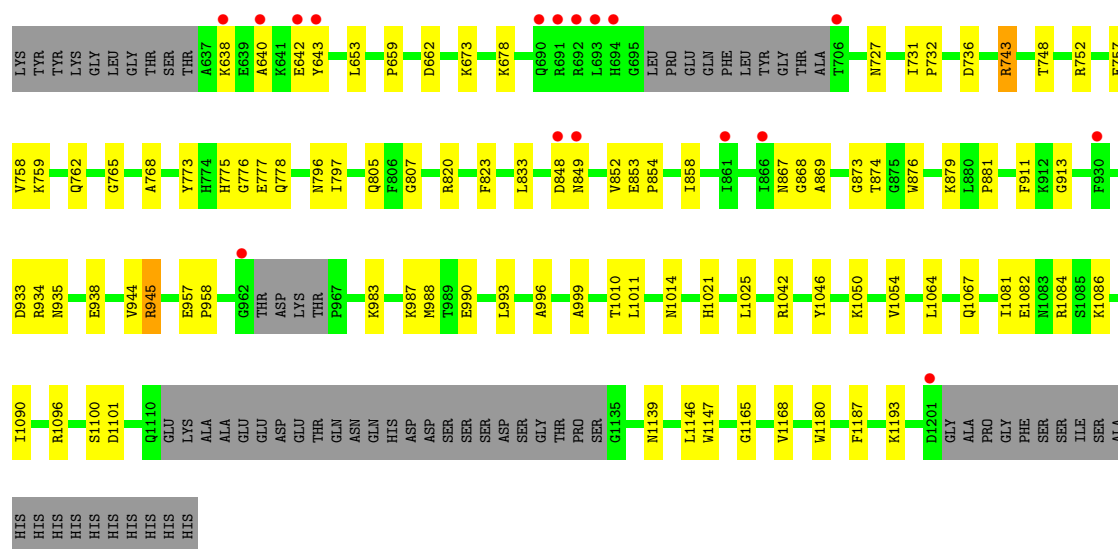 LYS TYR TYR LYS GLY LEU GLY THR SER THR A637 K638 E639 A640 K641 E642 Y643 L653 P659 D662 K673 K678 Q690 R691 R692 L693 H694 G695 LEU PRO GLU GLN PHE LEU TYR GLY THR ALA T706 N727 I731 P732 D736 R743 T748 R752
V758 K759 Q762 G765 A768 Y773 H774 H775 G776 E777 Q778 N796 I797 Q805 F806 G807 R820 F823 L833 D848 N849 V852 E853 P854 I858 I861 I866 N867 G868 A869 G873 T874 G875 W876 K879 L880 P881 F911 K912 G913 F930
D933 R934 N935 E938 V944 R945 E957 P958 G962 THR ASP LYS THR P967 K983 K987 M988 T989 E990 L993 A996 A999 T1010 L1011 N1014 H1021 L1025 R1042 Y1046 K1050 V1054 L1064 Q1067 I1081 E1082 N1083 R1084 S1085 K1086
I1090 R1096 S1100 D1101 Q1110 GLU LYS ALA ALA GLU GLU ASP GLU THR GLN ASN GLN HIS ASP ASP SER SER SER ASP SER GLY THR PRO SER G1135 N1139 L1146 W1147 G1165 V1168 W1180 F1187 K1193 D1201 GLY ALA PRO GLY PHE SER SER ILE SER ALA
HIS HIS HIS HIS HIS HIS HIS HIS HIS HIS